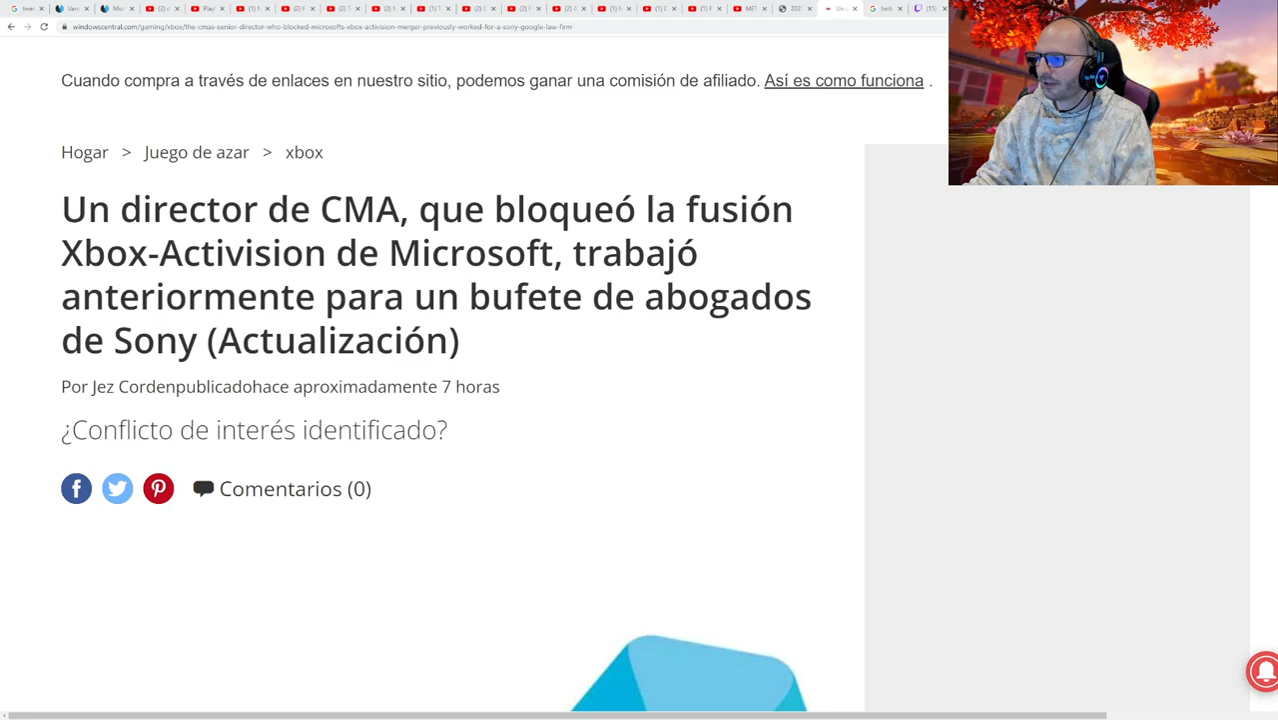 windowscentral.com/gaming/xbox/the-cmas-senior-director-who-blocked-microsofts-xbox-activision-merger-previously-worked-for-a-sony-google-law-firm
Cuando compra a través de enlaces en nuestro sitio, podemos ganar una comisión de afiliado. Así es como funciona .
Hogar > Juego de azar > xbox
Un director de CMA, que bloqueó la fusión
Xbox-Activision de Microsoft, trabajó
anteriormente para un bufete de abogados
de Sony (Actualización)
Por Jez Cordenpublicadohace aproximadamente 7 horas
¿Conflicto de interés identificado?
Comentarios (0)